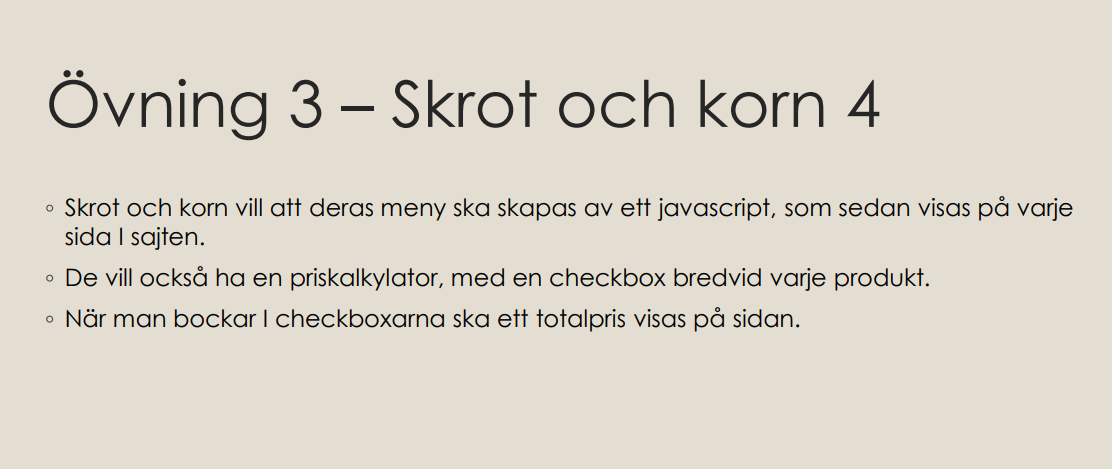 Övning 3 – Skrot och korn 4
◦ Skrot och korn vill att deras meny ska skapas av ett javascript, som sedan visas på varje
sida I sajten.
◦ De vill också ha en priskalkylator, med en checkbox bredvid varje produkt.
◦ När man bockar I checkboxarna ska ett totalpris visas på sidan.